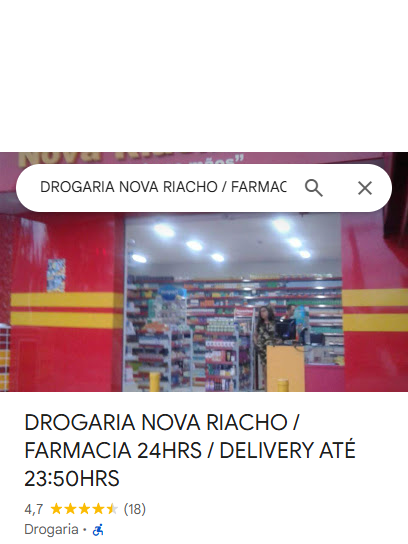 Nova Riacho
mãos”
DROGARIA NOVA RIACHO / FARMAC
DROGARIA NOVA RIACHO /
FARMACIA 24HRS / DELIVERY ATÉ
23:50HRS
4,7 (18)
Drogaria •